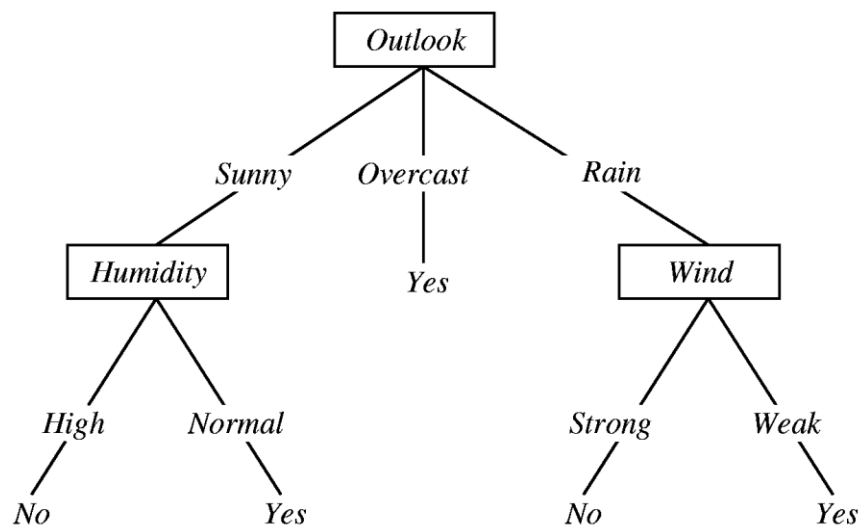 Outlook
Sunny Overcast Rain
Humidity Yes Wind
High Normal Strong Weak
No Yes No Yes